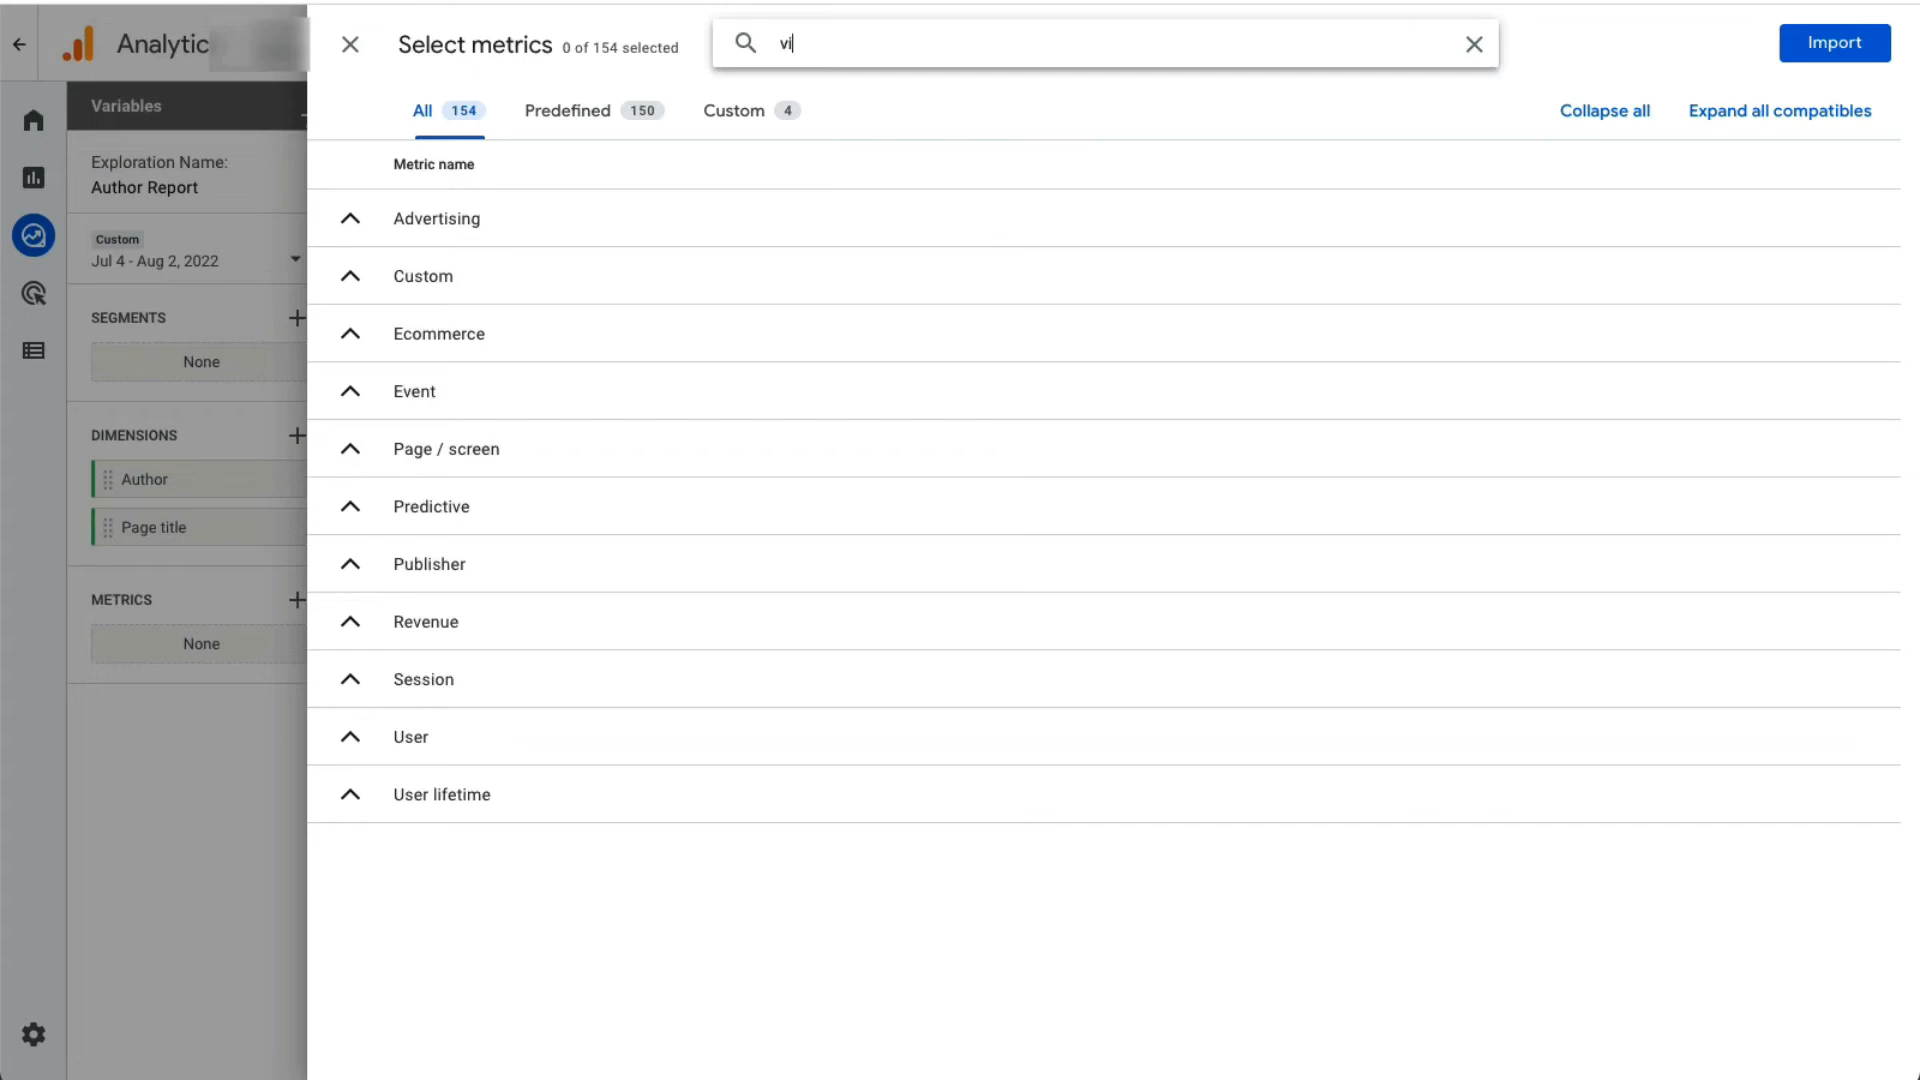 Analytic
Select metrics 0 of 154 selected
vi
Import
All 154
Predefined 150
Custom 4
Collapse all
Expand all compatibles
Variables
Exploration Name:
Author Report
Custom
Jul 4 - Aug 2, 2022
SEGMENTS
None
DIMENSIONS
Author
Page title
METRICS
None
Metric name
Advertising
Custom
Ecommerce
Event
Page / screen
Predictive
Publisher
Revenue
Session
User
User lifetime